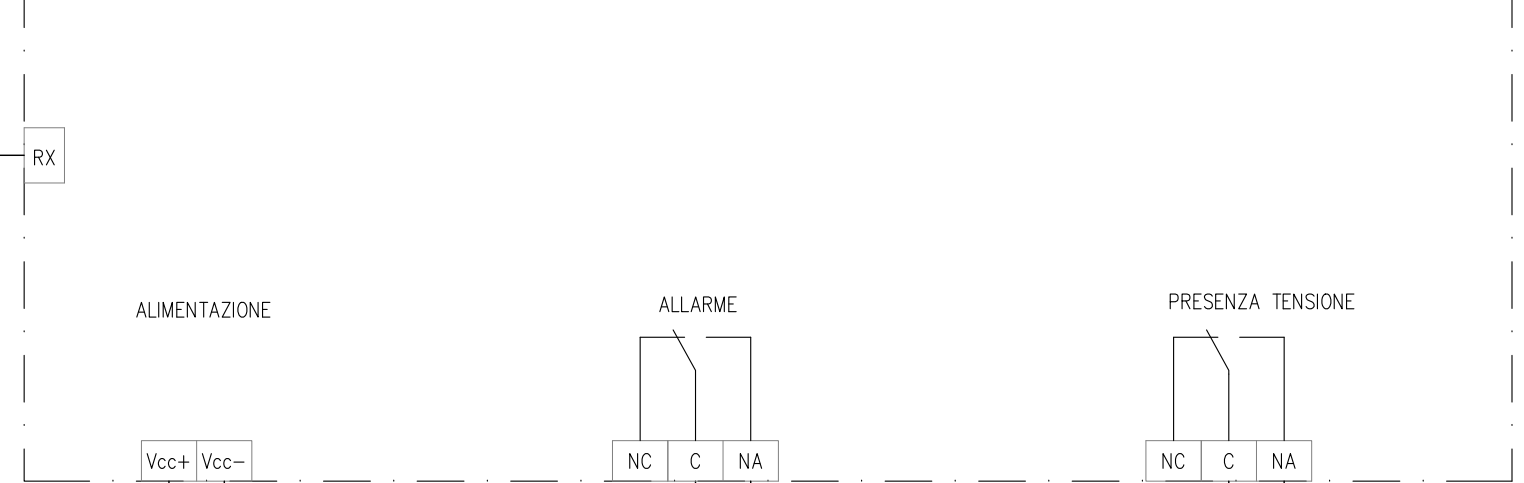 RX
ALIMENTAZIONE
ALLARME
PRESENZA TENSIONE
Vcc+ Vcc-
NC C NA
NC C NA